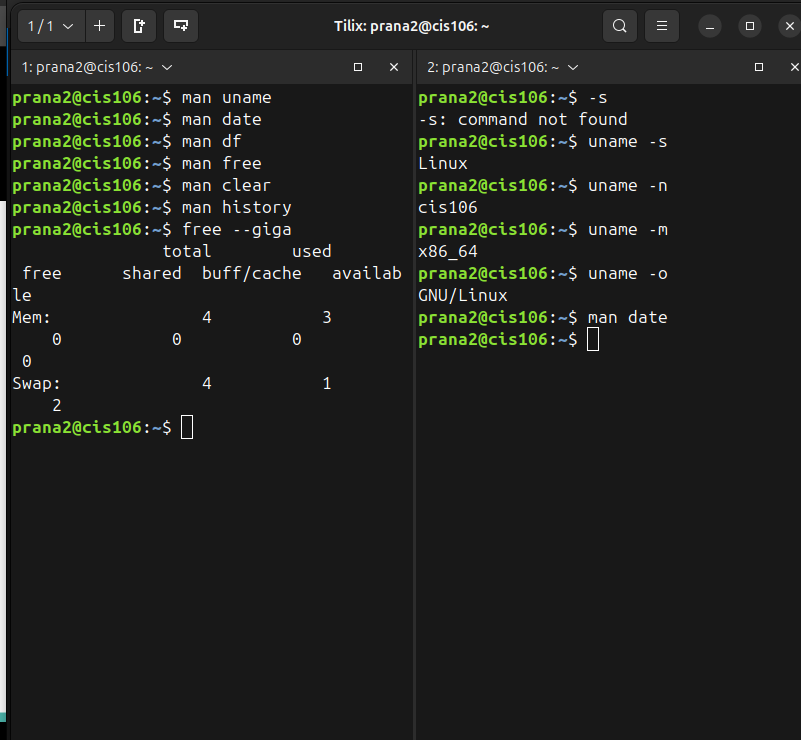 1 / 1
Tilix: prana2@cis106: ~
1: prana2@cis106: ~
prana2@cis106:~$ man uname
prana2@cis106:~$ man date
prana2@cis106:~$ man df
prana2@cis106:~$ man free
prana2@cis106:~$ man clear
prana2@cis106:~$ man history
prana2@cis106:~$ free --giga
total used
free shared buff/cache availab
le
Mem: 4 3
0 0 0
0
Swap: 4 1
2
prana2@cis106:~$
2: prana2@cis106: ~
prana2@cis106:~$ -s
-s: command not found
prana2@cis106:~$ uname -s
Linux
prana2@cis106:~$ uname -n
cis106
prana2@cis106:~$ uname -m
x86_64
prana2@cis106:~$ uname -o
GNU/Linux
prana2@cis106:~$ man date
prana2@cis106:~$